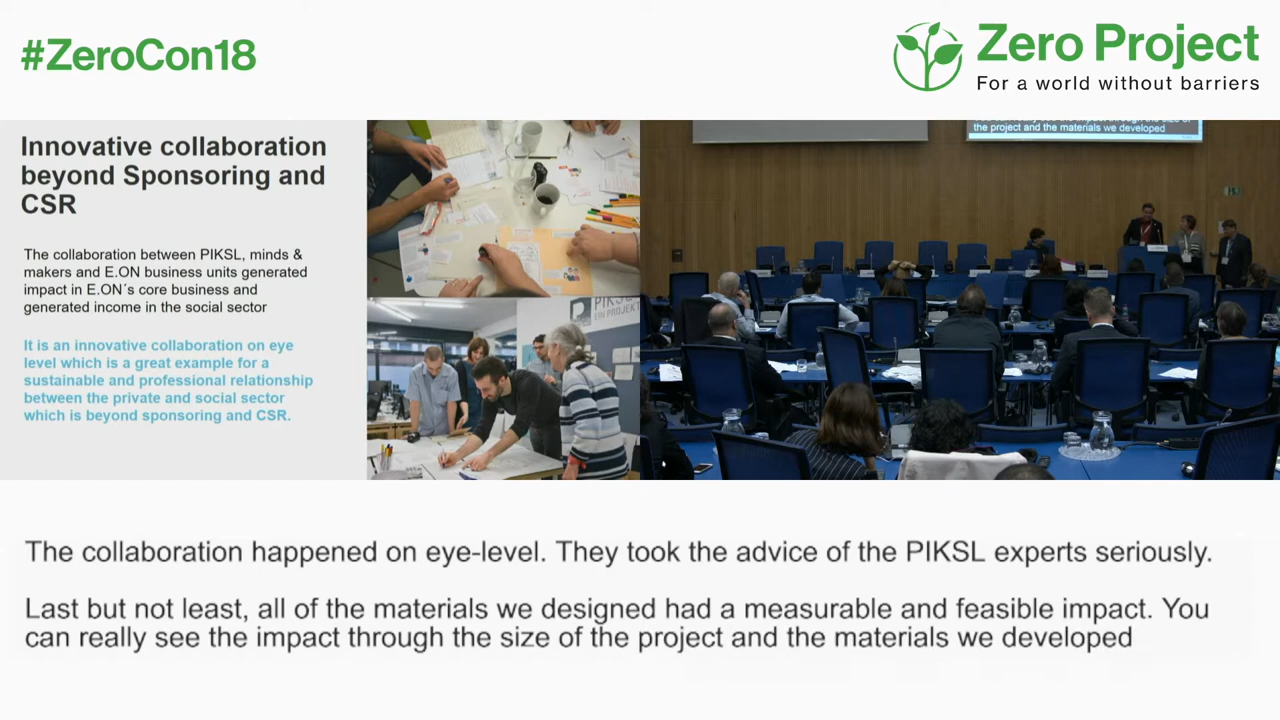 #ZeroCon18
Zero Project
For a world without barriers
Innovative collaboration
beyond Sponsoring and
CSR
The collaboration between PIKSL, minds &
makers and E.ON business units generated
impact in E.ON´s core business and
generated income in the social sector
It is an innovative collaboration on eye
level which is a great example for a
sustainable and professional relationship
between the private and social sector
which is beyond sponsoring and CSR.
EIN PROJEKT
the project and the materials we developed
The collaboration happened on eye-level. They took the advice of the PIKSL experts seriously.
Last but not least, all of the materials we designed had a measurable and feasible impact. You
can really see the impact through the size of the project and the materials we developed